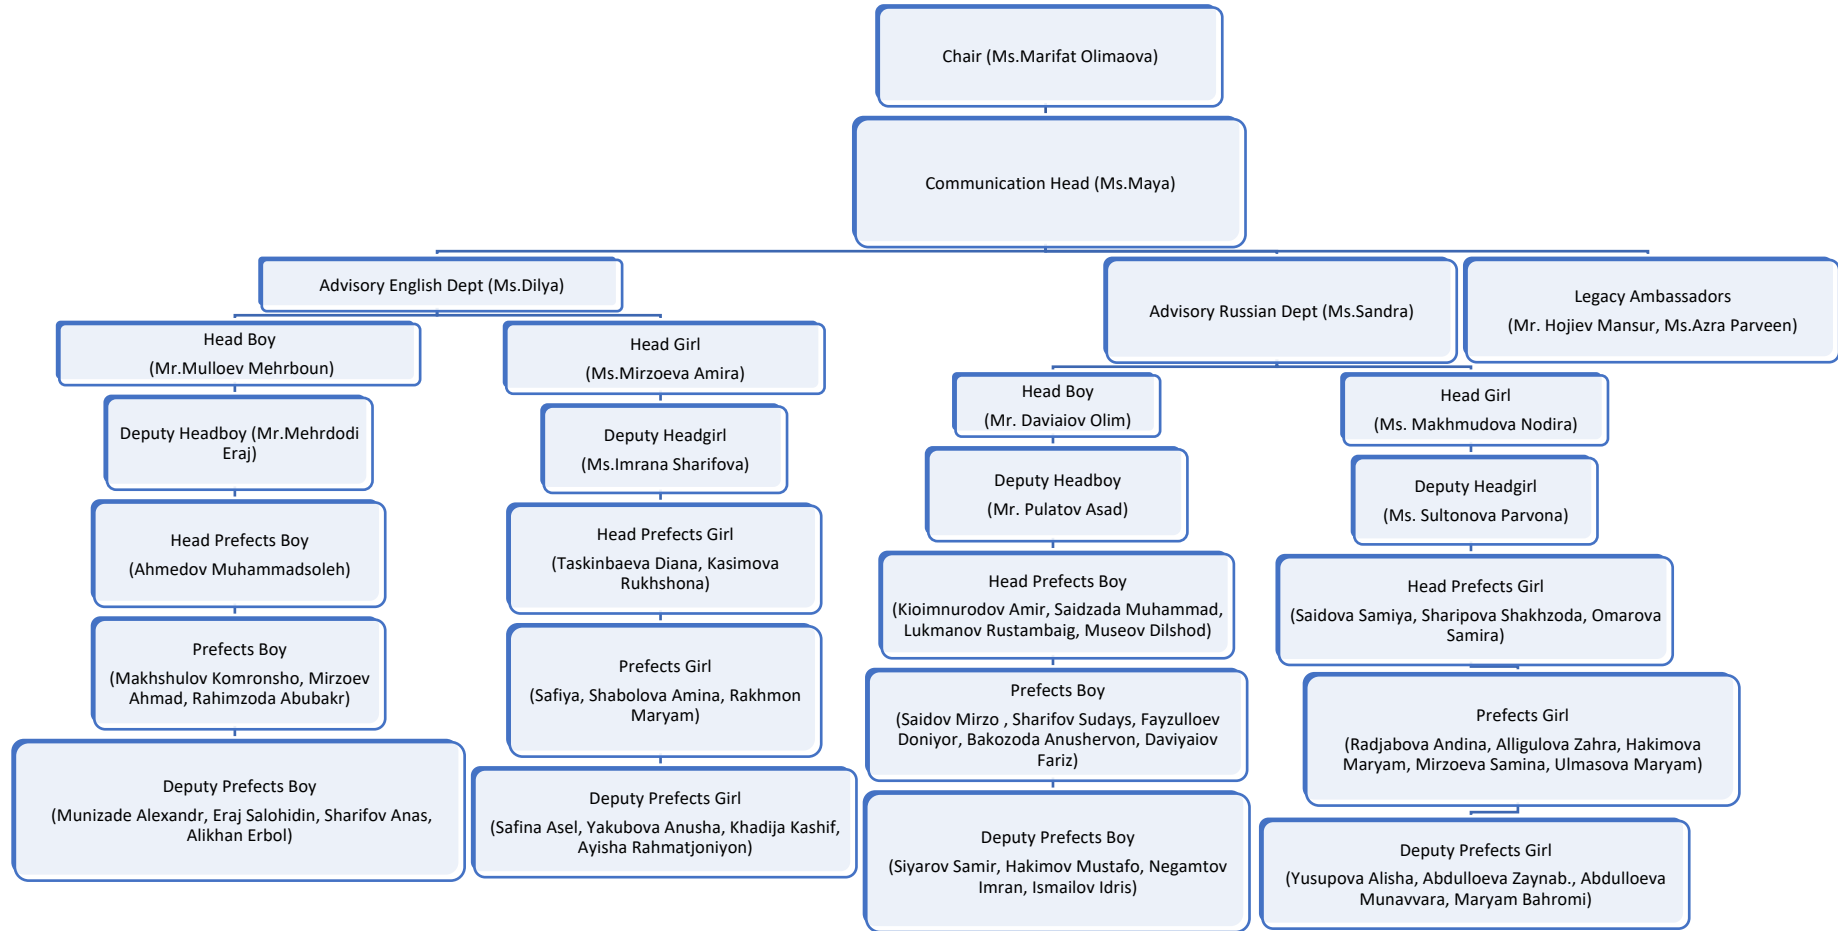 Chair (Ms.Marifat Olimaova)
Communication Head (Ms.Maya)
Advisory English Dept (Ms.Dilya)
Head Boy
(Mr.Mulloev Mehrboun)
Deputy Headboy (Mr.Mehrdodi
Eraj)
Head Prefects Boy
(Ahmedov Muhammadsoleh)
Prefects Boy
(Makhshulov Komronsho, Mirzoev
Ahmad, Rahimzoda Abubakr)
Deputy Prefects Boy
(Munizade Alexandr, Eraj Salohidin, Sharifov Anas,
Alikhan Erbol)
Head Girl
(Ms.Mirzoeva Amira)
Deputy Headgirl
(Ms.Imrana Sharifova)
Head Prefects Girl
(Taskinbaeva Diana, Kasimova
Rukhshona)
Prefects Girl
(Safiya, Shabolova Amina, Rakhmon
Maryam)
Deputy Prefects Girl
(Safina Asel, Yakubova Anusha, Khadija Kashif,
Ayisha Rahmatjoniyon)
Advisory Russian Dept (Ms.Sandra)
Head Boy
(Mr. Daviaiov Olim)
Deputy Headboy
(Mr. Pulatov Asad)
Head Prefects Boy
(Kioimnurodov Amir, Saidzada Muhammad,
Lukmanov Rustambaig, Museov Dilshod)
Prefects Boy
(Saidov Mirzo , Sharifov Sudays, Fayzulloev
Doniyor, Bakozoda Anushervon, Daviyaiov
Fariz)
Deputy Prefects Boy
(Siyarov Samir, Hakimov Mustafo, Negamtov
Imran, Ismailov Idris)
Head Girl
(Ms. Makhmudova Nodira)
Deputy Headgirl
(Ms. Sultonova Parvona)
Head Prefects Girl
(Saidova Samiya, Sharipova Shakhzoda, Omarova
Samira)
Prefects Girl
(Radjabova Andina, Alligulova Zahra, Hakimova
Maryam, Mirzoeva Samina, Ulmasova Maryam)
Deputy Prefects Girl
(Yusupova Alisha, Abdulloeva Zaynab., Abdulloeva
Munavvara, Maryam Bahromi)
Legacy Ambassadors
(Mr. Hojiev Mansur, Ms.Azra Parveen)